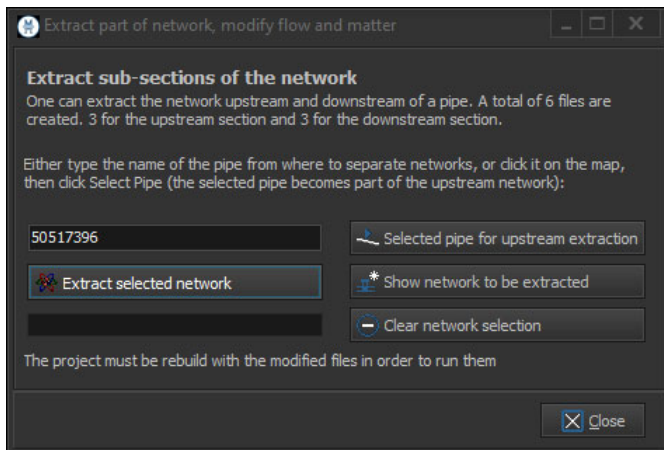 Extract part of network, modify flow and matter
Extract sub-sections of the network
One can extract the network upstream and downstream of a pipe. A total of 6 files are
created. 3 for the upstream section and 3 for the downstream section.
Either type the name of the pipe from where to separate networks, or click it on the map,
then click Select Pipe (the selected pipe becomes part of the upstream network):
50517396
Selected pipe for upstream extraction
Extract selected network
Show network to be extracted
Clear network selection
The project must be rebuild with the modified files in order to run them
Close